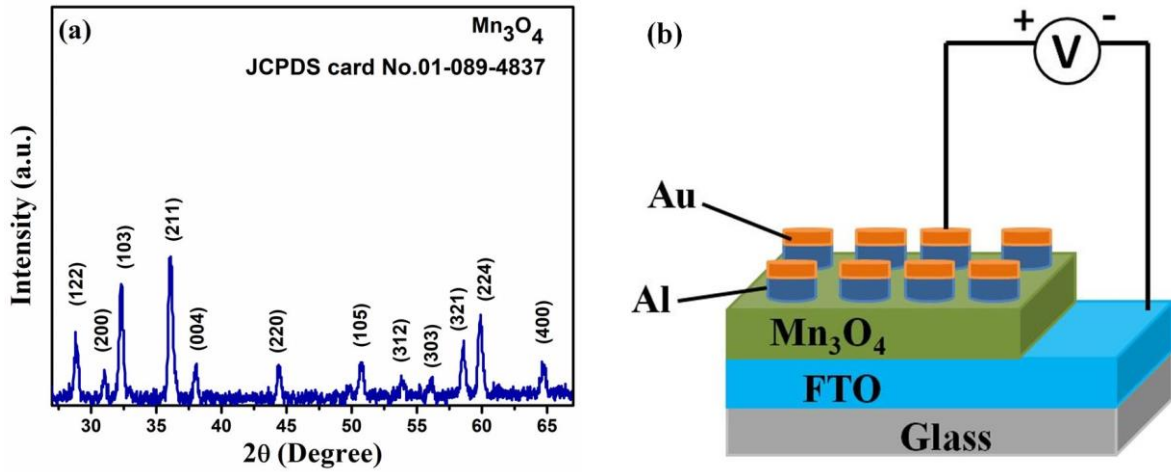 (a)
Mn₃O₄
JCPDS card No.01-089-4837
Intensity (a.u.)
(122)
(200)
(103)
(211)
(004)
(220)
(105)
(312)
(303)
(321)
(224)
(400)
30 35 40 45 50 55 60 65
2θ (Degree)
(b)
+ V -
Au
Al
Mn₃O₄
FTO
Glass